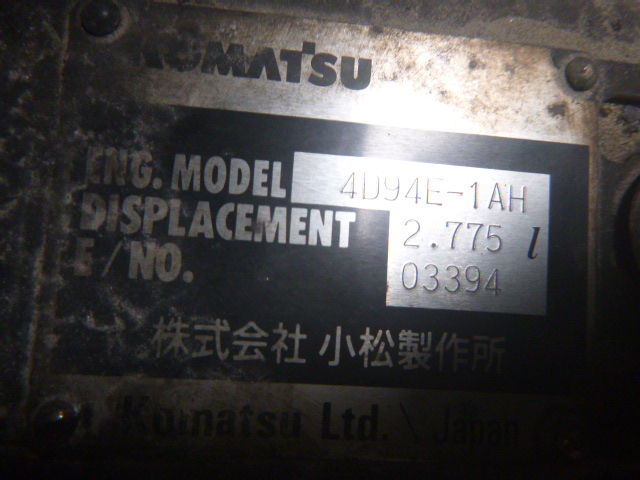 KOMATSU
ENG. MODEL 4D94E-1AH
DISPLACEMENT 2.775 l
E/NO. 03394
株式会社 小松製作所
Komatsu Ltd. \ Japan